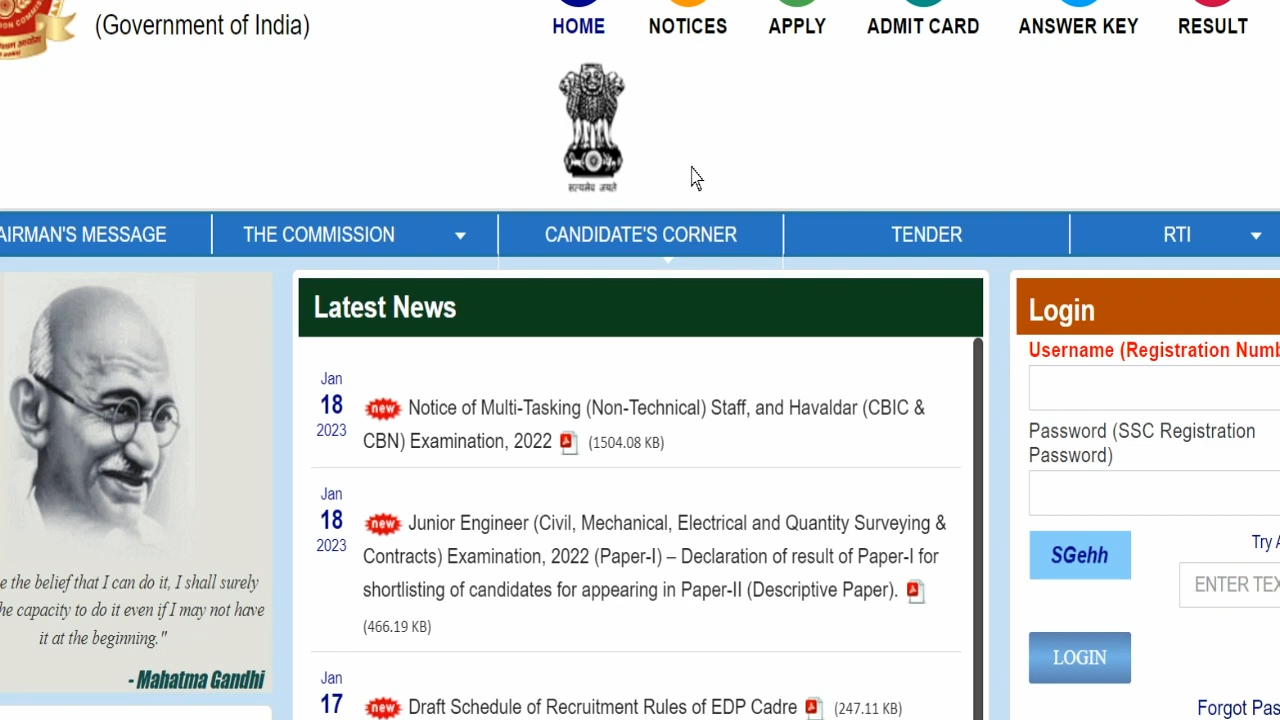 (Government of India)
HOME NOTICES APPLY ADMIT CARD ANSWER KEY RESULT
सत्यमेव जयते
AIRMAN'S MESSAGE THE COMMISSION CANDIDATE'S CORNER TENDER RTI
e the belief that I can do it, I shall surely
he capacity to do it even if I may not have
it at the beginning."
- Mahatma Gandhi
Latest News
Jan
18
2023
new Notice of Multi-Tasking (Non-Technical) Staff, and Havaldar (CBIC &
CBN) Examination, 2022 (1504.08 KB)
Jan
18
2023
new Junior Engineer (Civil, Mechanical, Electrical and Quantity Surveying &
Contracts) Examination, 2022 (Paper-I) – Declaration of result of Paper-I for
shortlisting of candidates for appearing in Paper-II (Descriptive Paper).
(466.19 KB)
Jan
17
new Draft Schedule of Recruitment Rules of EDP Cadre (247.11 KB)
Login
Username (Registration Numb
Password (SSC Registration
Password)
SGehh
Try A
ENTER TEX
LOGIN
Forgot Pas